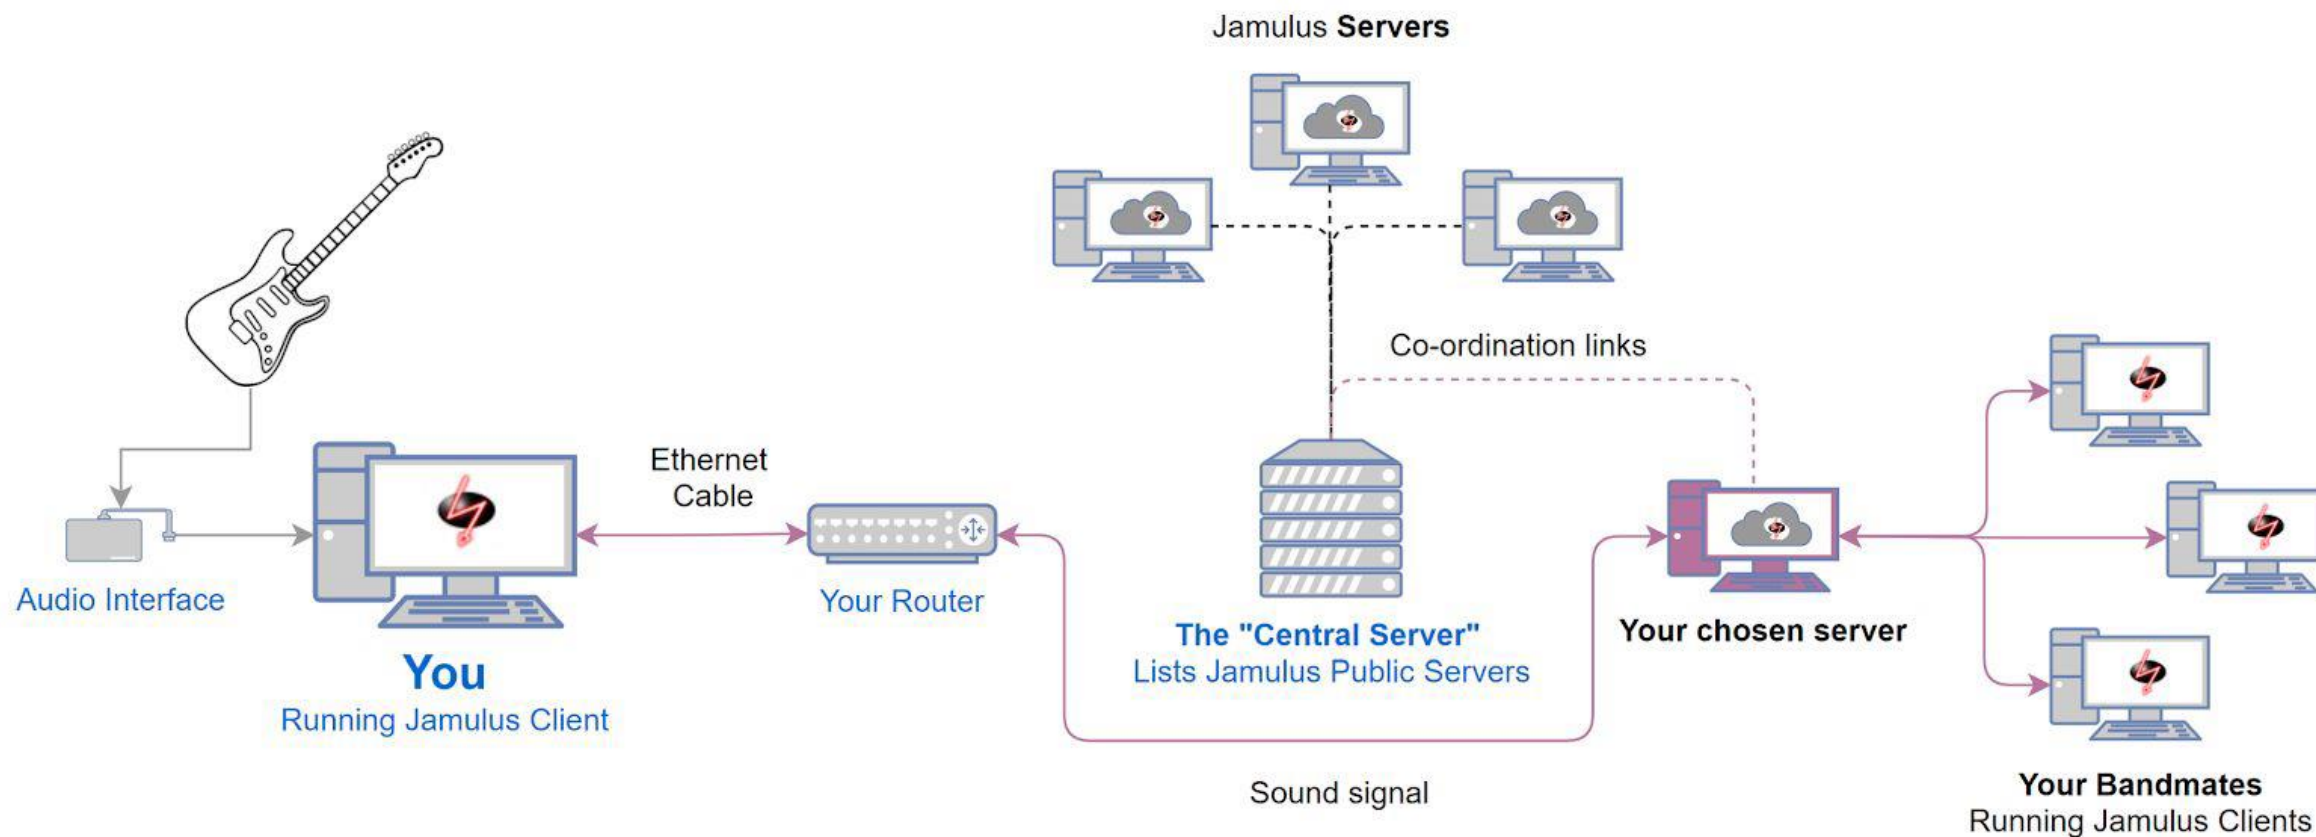 Jamulus Servers
Co-ordination links
Ethernet
Cable
Audio Interface
Your Router
You
Running Jamulus Client
The "Central Server"
Lists Jamulus Public Servers
Your chosen server
Sound signal
Your Bandmates
Running Jamulus Clients